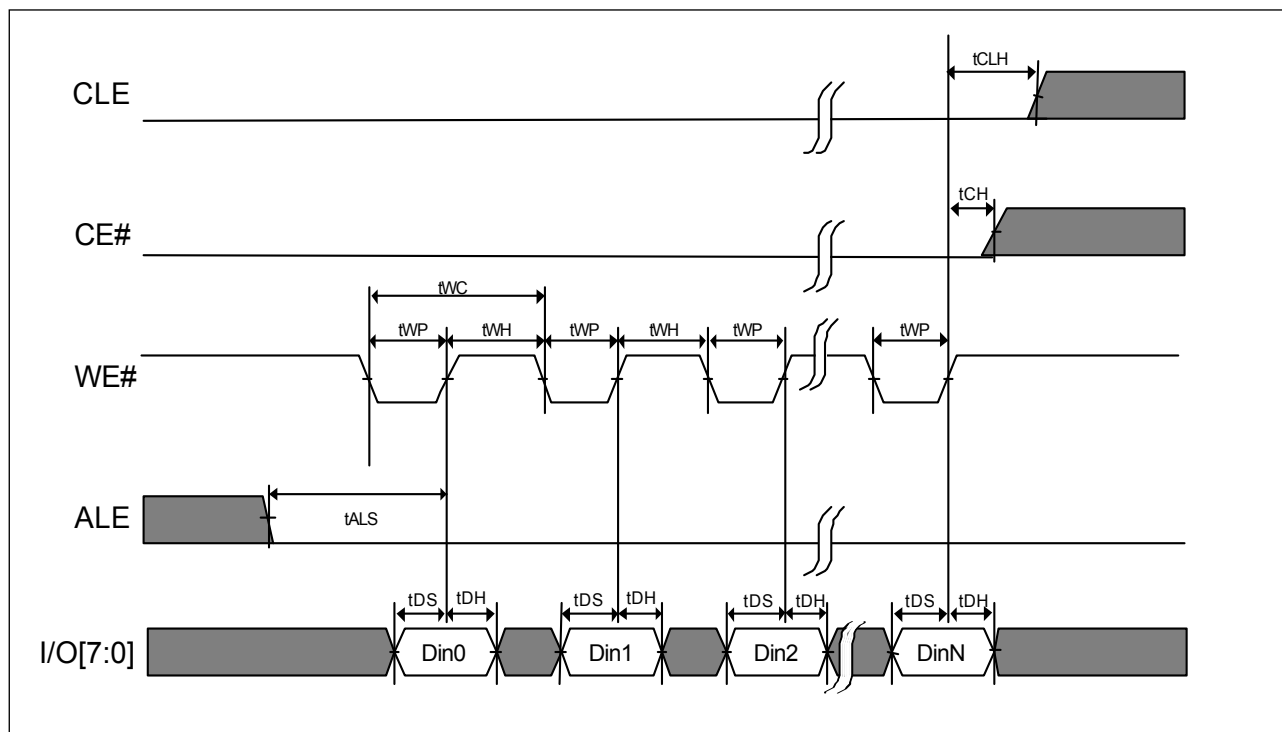 tCLH
CLE
tCH
CE#
tWC
tWP tWH tWP tWH tWP tWP
WE#
ALE
tALS
tDS tDH tDS tDH tDS tDH tDS tDH
I/O[7:0] Din0 Din1 Din2 DinN